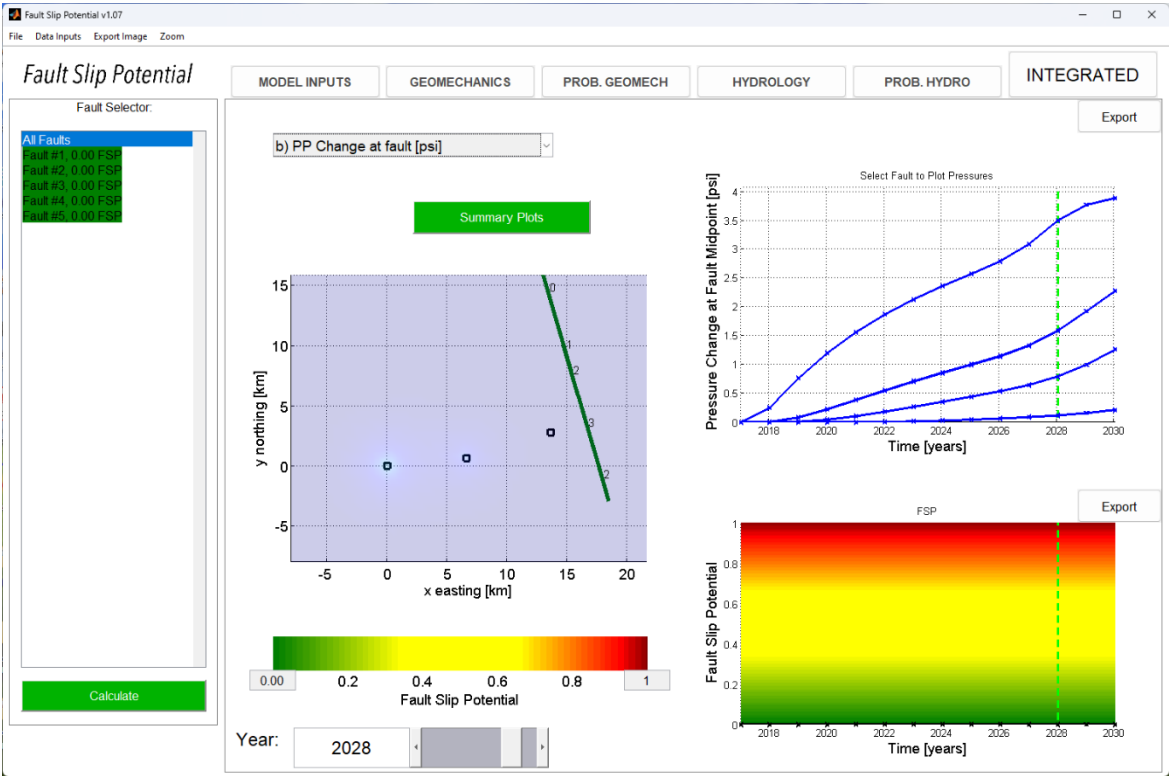 Fault Slip Potential v1.07
File Data Inputs Export Image Zoom
Fault Slip Potential
MODEL INPUTS GEOMECHANICS PROB. GEOMECH HYDROLOGY PROB. HYDRO INTEGRATED
Fault Selector:
All Faults
Fault #1, 0.00 FSP
Fault #2, 0.00 FSP
Fault #3, 0.00 FSP
Fault #4, 0.00 FSP
Fault #5, 0.00 FSP
Calculate
b) PP Change at fault [psi]
Summary Plots
15
10
5
0
-5
y northing [km]
0
1
2
3
2
-5 0 5 10 15 20
x easting [km]
0.00 0.2 0.4 0.6 0.8 1
Fault Slip Potential
Year: 2028
Export
Select Fault to Plot Pressures
Pressure Change at Fault Midpoint [psi]
4
3.5
3
2.5
2
1.5
1
0.5
0
2018 2020 2022 2024 2026 2028 2030
Time [years]
Export
FSP
Fault Slip Potential
1
0.8
0.6
0.4
0.2
0
2018 2020 2022 2024 2026 2028 2030
Time [years]